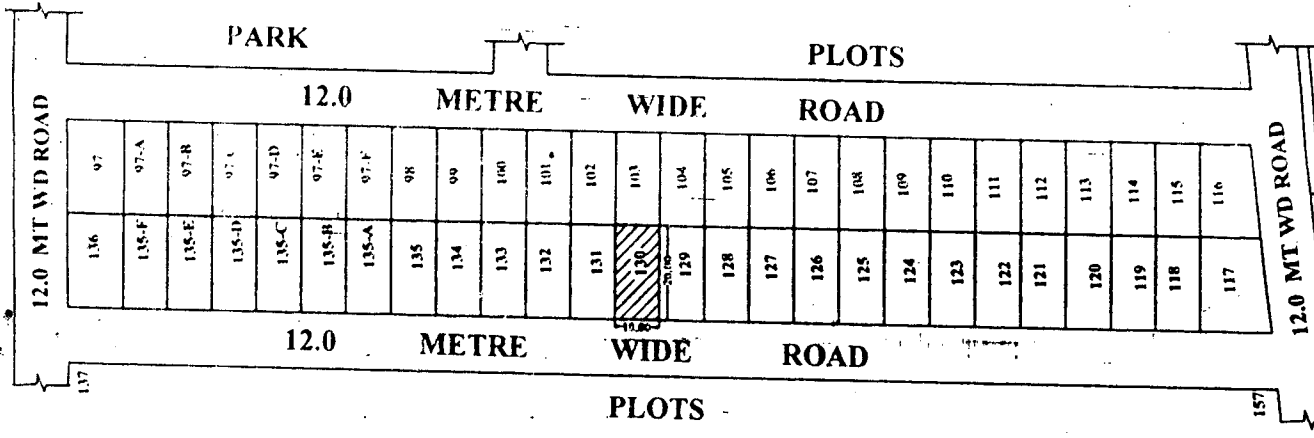 PARK
PLOTS
12.0 METRE WIDE ROAD
12.0 MT WD ROAD
97 97-A 97-B 97-C 97-D 97-E 97-F 98 99 100 101 102 103 104 105 106 107 108 109 110 111 112 113 114 115 116
136 135-F 135-E 135-D 135-C 135-B 135-A 135 134 133 132 131 130 129 128 127 126 125 124 123 122 121 120 119 118 117
20.00
12.0 MT WD ROAD
12.0 METRE WIDE ROAD
137
157
PLOTS